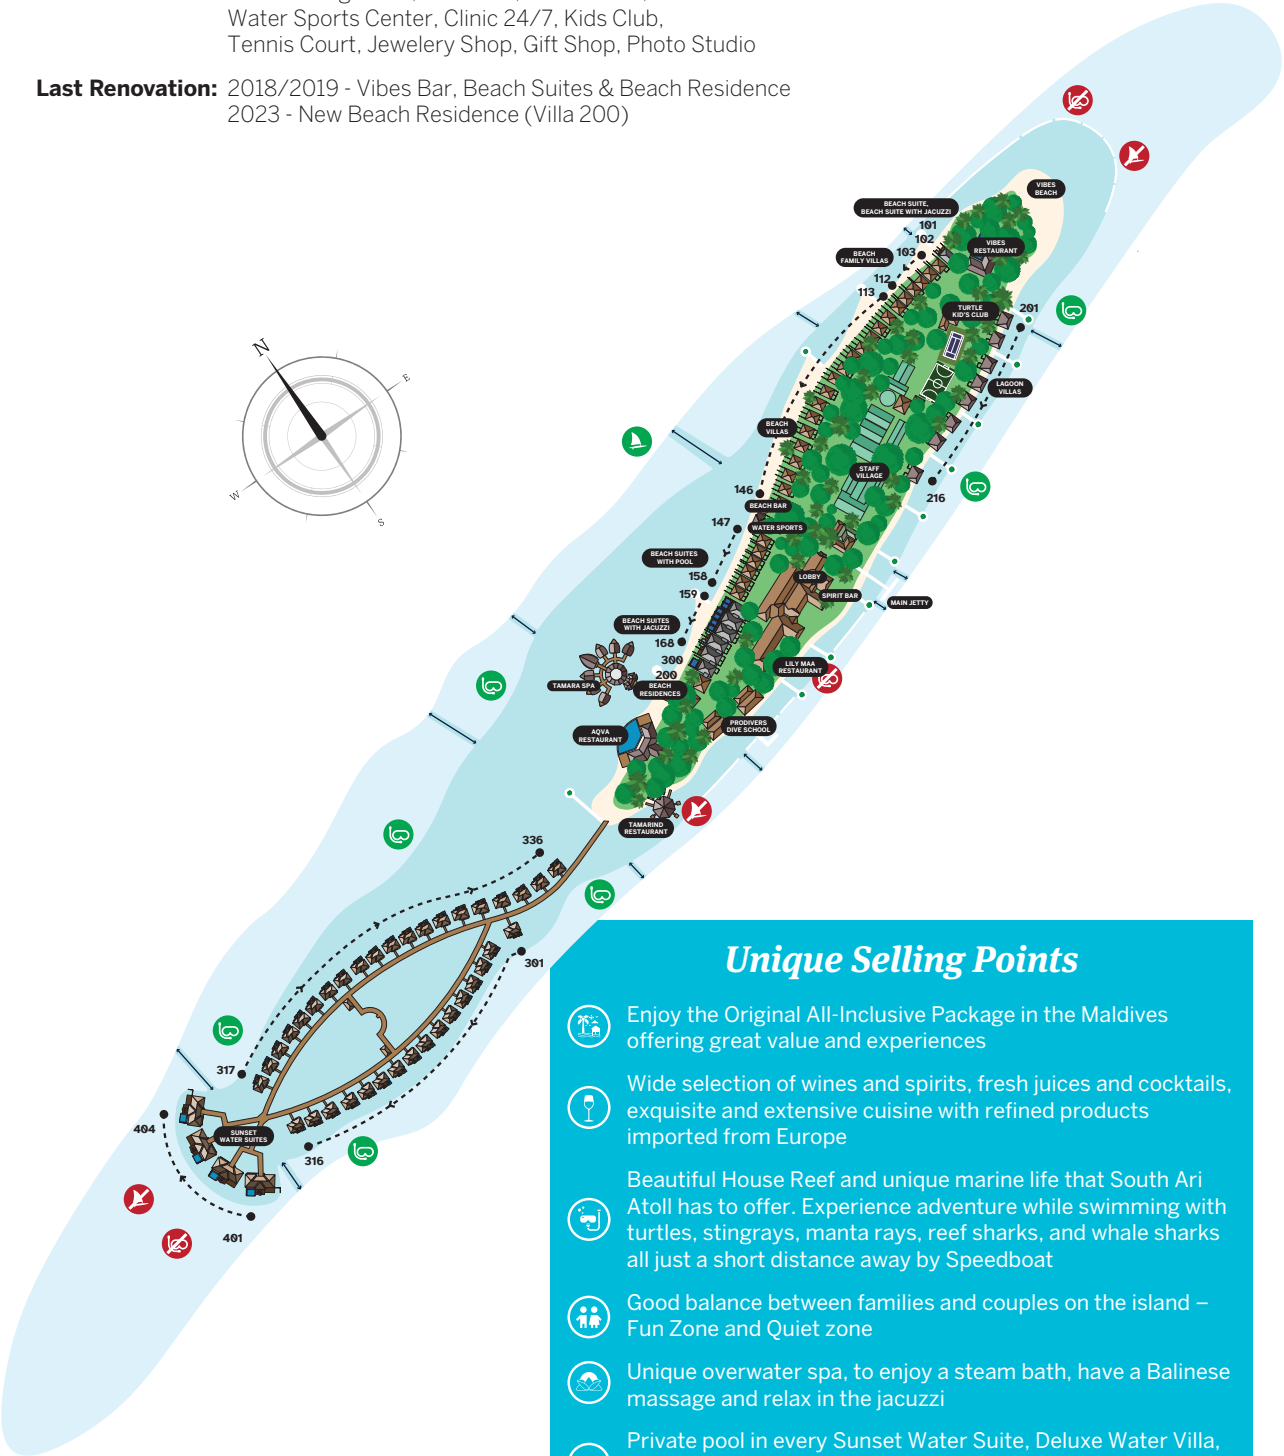 Water Sports Center, Clinic 24/7, Kids Club,
Tennis Court, Jewelery Shop, Gift Shop, Photo Studio
Last Renovation: 2018/2019 - Vibes Bar, Beach Suites & Beach Residence
2023 - New Beach Residence (Villa 200)
VIBES
BEACH
BEACH SUITE,
BEACH SUITE WITH JACUZZI
101
102
103
VIBES
RESTAURANT
BEACH
FAMILY VILLAS
112
113
TURTLE
KID'S CLUB
201
N
E
W
S
LAGOON
VILLAS
BEACH
VILLAS
STAFF
VILLAGE
146
216
BEACH BAR
147
WATER SPORTS
BEACH SUITES
WITH POOL
158
159
LOBBY
SPIRIT BAR
MAIN JETTY
BEACH SUITES
WITH JACUZZI
168
300
200
LILY MAA
RESTAURANT
TAMARA SPA
BEACH
RESIDENCES
AQVA
RESTAURANT
PRODIVERS
DIVE SCHOOL
TAMARIND
RESTAURANT
336
301
317
404
SUNSET
WATER SUITES
316
401
Unique Selling Points
Enjoy the Original All-Inclusive Package in the Maldives
offering great value and experiences
Wide selection of wines and spirits, fresh juices and cocktails,
exquisite and extensive cuisine with refined products
imported from Europe
Beautiful House Reef and unique marine life that South Ari
Atoll has to offer. Experience adventure while swimming with
turtles, stingrays, manta rays, reef sharks, and whale sharks
all just a short distance away by Speedboat
Good balance between families and couples on the island –
Fun Zone and Quiet zone
Unique overwater spa, to enjoy a steam bath, have a Balinese
massage and relax in the jacuzzi
Private pool in every Sunset Water Suite, Deluxe Water Villa,